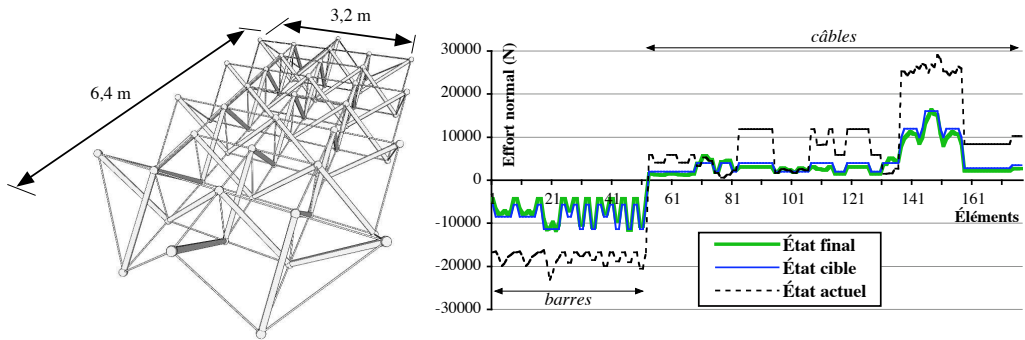 3,2 m
6,4 m
câbles
Effort normal (N)
30000
20000
10000
0
-10000
-20000
-30000
21 41 61 81 101 121 141 161
Éléments
barres
État final
État cible
État actuel